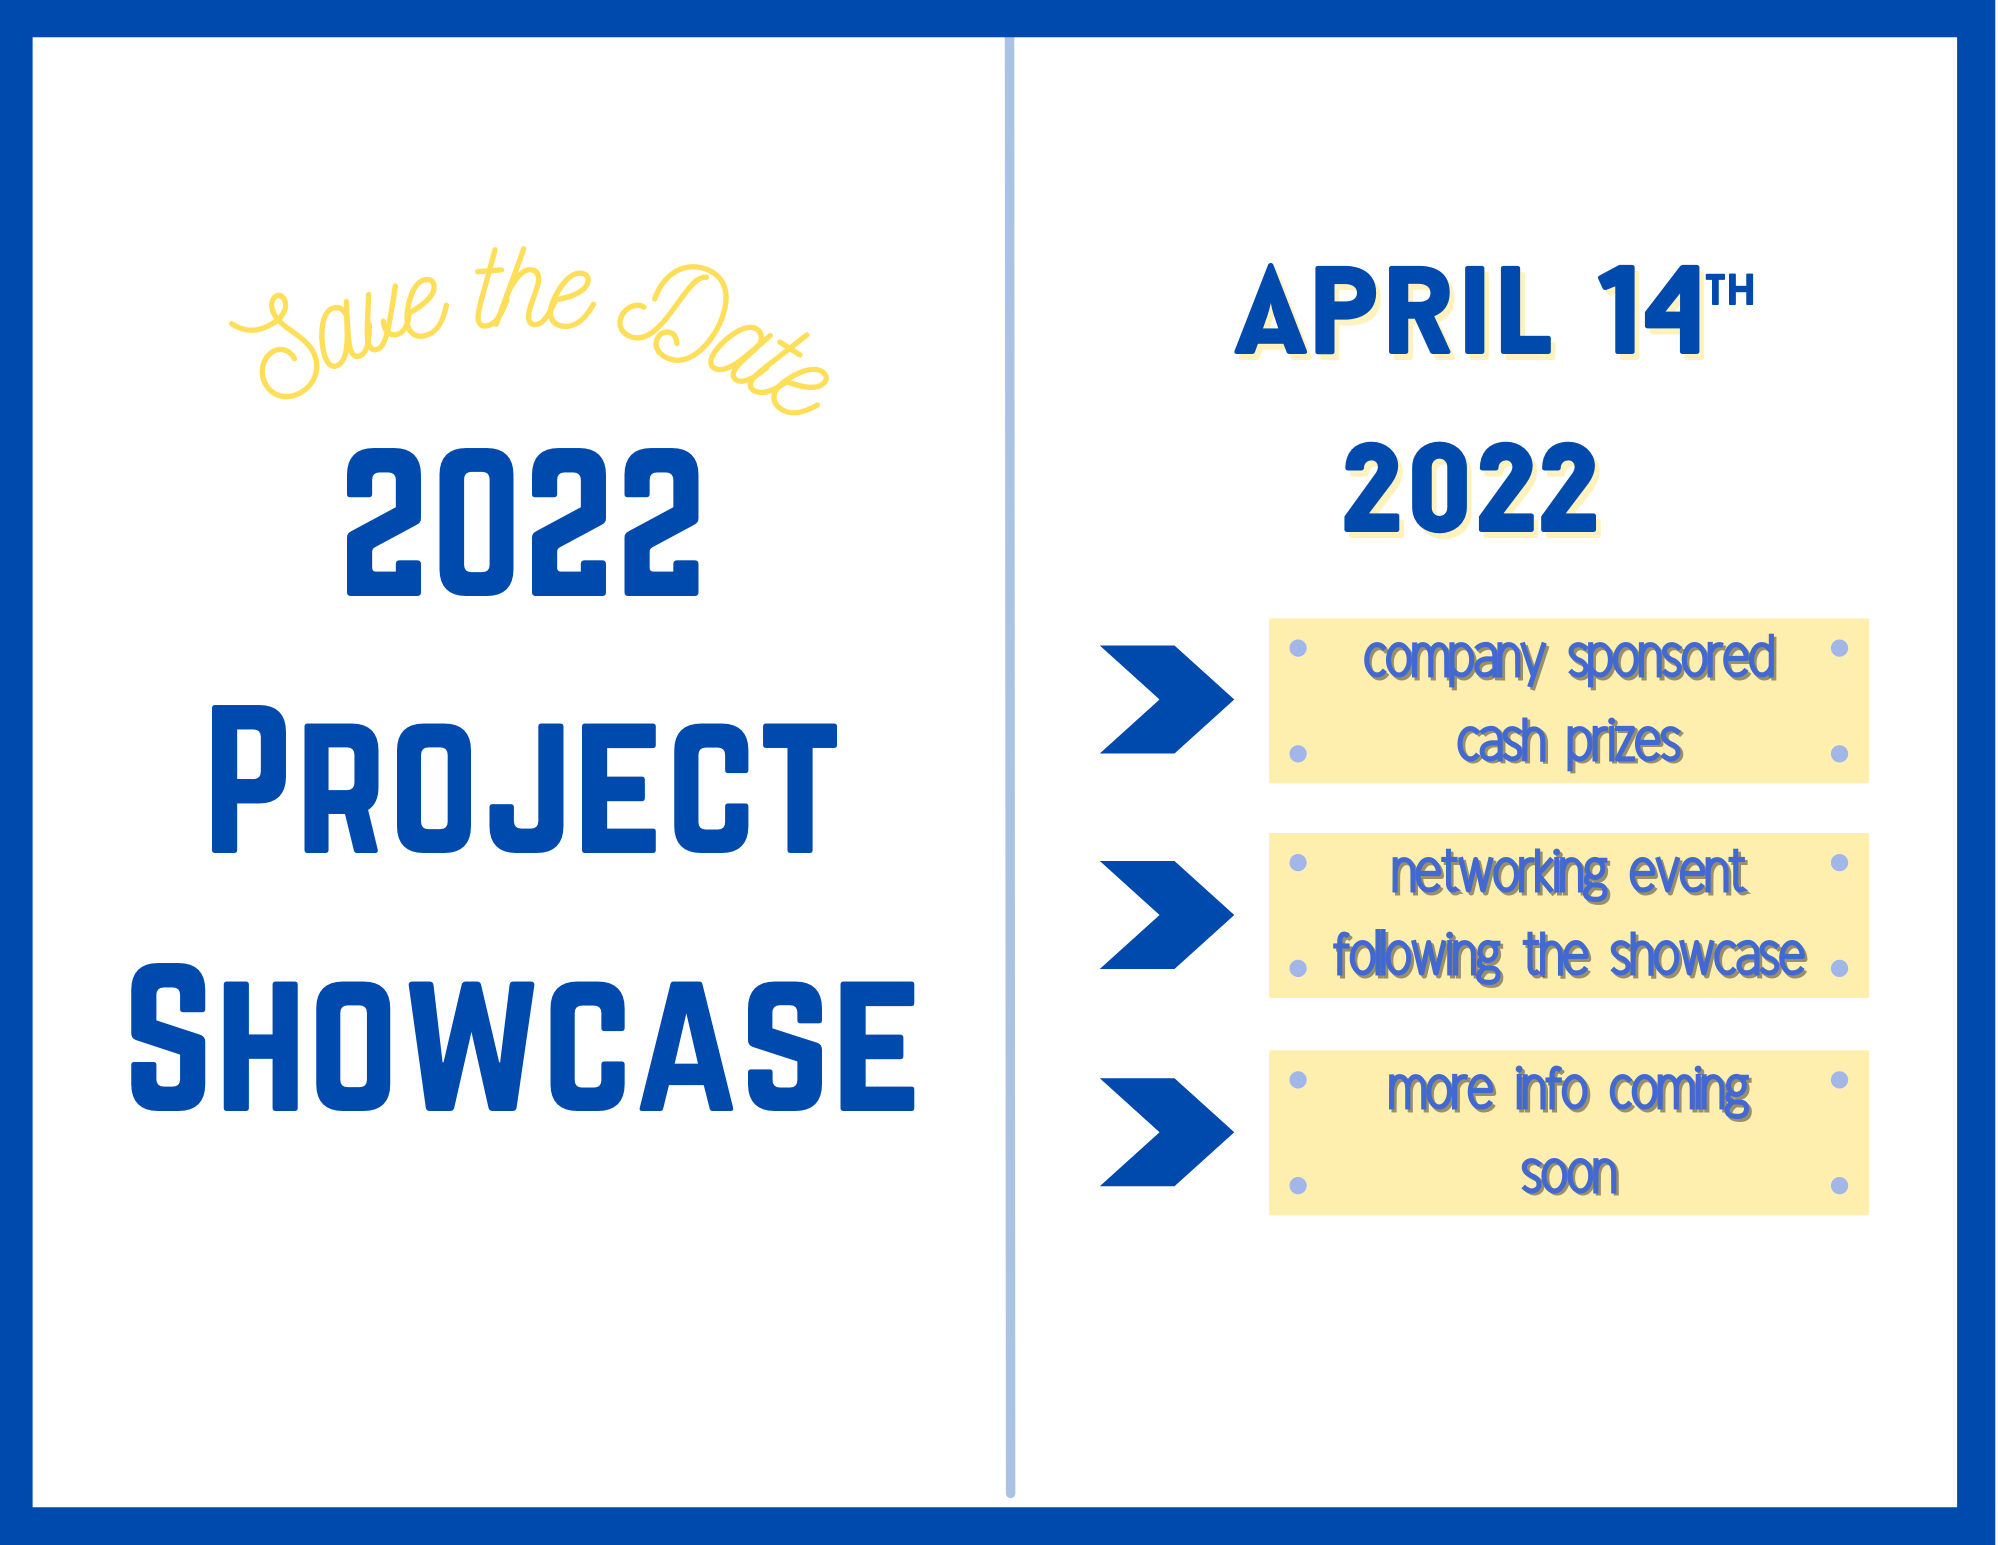 Save the Date
2022
Project
Showcase
APRIL 14TH
2022
company sponsored
cash prizes
networking event
following the showcase
more info coming
soon